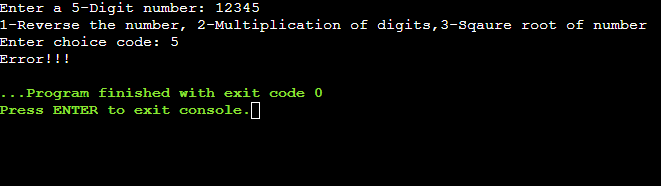 Enter a 5-Digit number: 12345
1-Reverse the number, 2-Multiplication of digits,3-Sqaure root of number
Enter choice code: 5
Error!!!
...Program finished with exit code 0
Press ENTER to exit console.